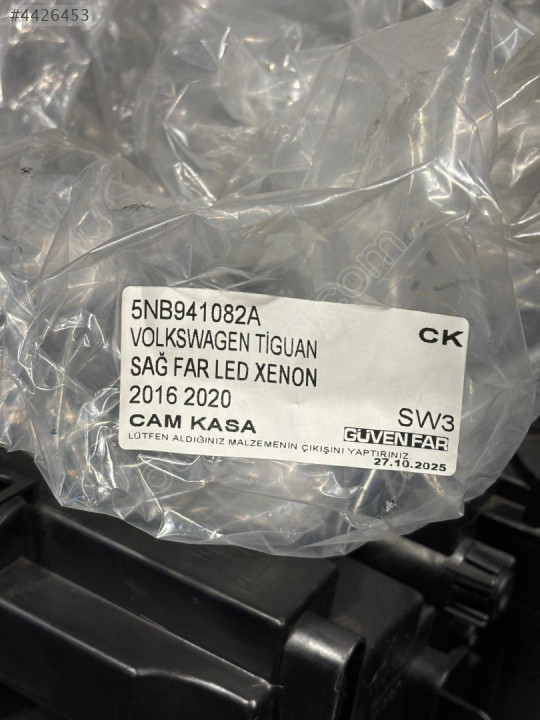 #4426453
5NB941082A
CK
VOLKSWAGEN TİGUAN
SAĞ FAR LED XENON
2016 2020
SW3
CAM KASA
GÜVEN FAR
LÜTFEN ALDIĞINIZ MALZEMENİN ÇIKIŞINI YAPTIRINIZ
27.10.2025